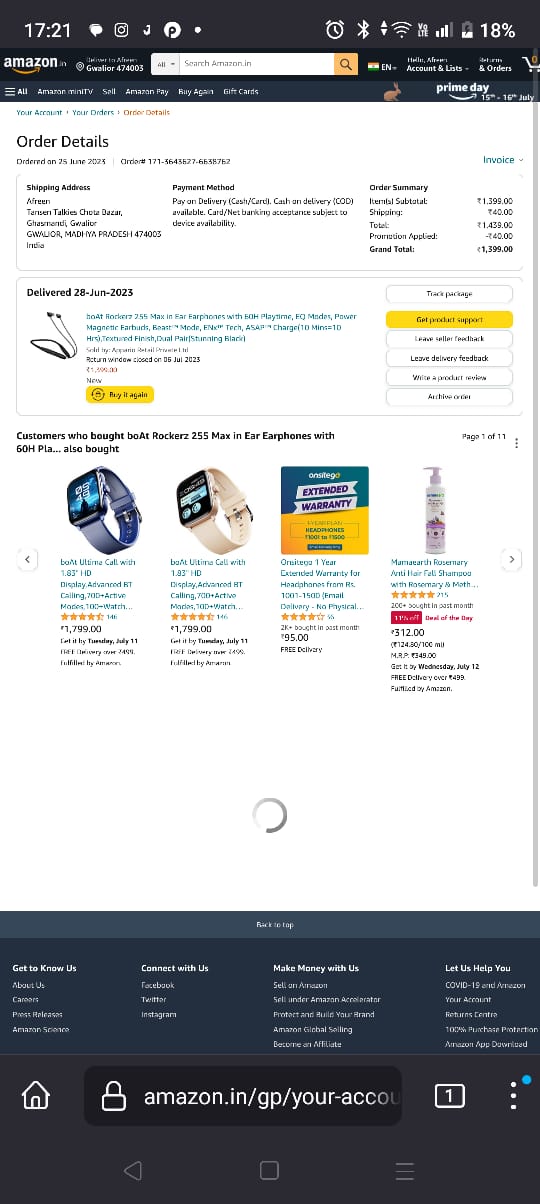 17:21
VO LTE
18%
amazon.in
Deliver to Afreen
Gwalior 474003
All
Search Amazon.in
EN
Hello, Afreen
Account & Lists
Returns
& Orders
0
All
Amazon miniTV
Sell
Amazon Pay
Buy Again
Gift Cards
prime day
15th - 16th July
Your Account › Your Orders › Order Details
Order Details
Ordered on 25 June 2023
Order# 171-3643627-6638762
Invoice
Shipping Address
Afreen
Tansen Talkies Chota Bazar,
Ghasmandi, Gwalior
GWALIOR, MADHYA PRADESH 474003
India
Payment Method
Pay on Delivery (Cash/Card). Cash on delivery (COD)
available. Card/Net banking acceptance subject to
device availability.
Order Summary
Item(s) Subtotal: ₹1,399.00
Shipping: ₹40.00
Total: ₹1,439.00
Promotion Applied: -₹40.00
Grand Total: ₹1,399.00
Delivered 28-Jun-2023
boAt Rockerz 255 Max in Ear Earphones with 60H Playtime, EQ Modes, Power
Magnetic Earbuds, Beast™ Mode, ENx™ Tech, ASAP™ Charge(10 Mins=10
Hrs),Textured Finish,Dual Pair(Stunning Black)
Sold by: Appario Retail Private Ltd
Return window closed on 06 Jul 2023
₹1,399.00
New
Buy it again
Track package
Get product support
Leave seller feedback
Leave delivery feedback
Write a product review
Archive order
Customers who bought boAt Rockerz 255 Max in Ear Earphones with
60H Pla... also bought
Page 1 of 11
boAt Ultima Call with
1.83" HD
Display,Advanced BT
Calling,700+Active
Modes,100+Watch...
146
₹1,799.00
Get it by Tuesday, July 11
FREE Delivery over ₹499.
Fulfilled by Amazon.
boAt Ultima Call with
1.83" HD
Display,Advanced BT
Calling,700+Active
Modes,100+Watch...
146
₹1,799.00
Get it by Tuesday, July 11
FREE Delivery over ₹499.
Fulfilled by Amazon.
onsitego
EXTENDED
WARRANTY
1 YEAR PLAN
HEADPHONES
₹1001 to ₹1500
Onsitego 1 Year
Extended Warranty for
Headphones from Rs.
1001-1500 (Email
Delivery - No Physical...
56
2K+ bought in past month
₹95.00
FREE Delivery
Mamaearth Rosemary
Anti Hair Fall Shampoo
with Rosemary & Meth...
215
200+ bought in past month
11% off Deal of the Day
₹312.00
(₹124.80/100 ml)
M.R.P: ₹349.00
Get it by Wednesday, July 12
FREE Delivery over ₹499.
Fulfilled by Amazon.
Back to top
Get to Know Us
About Us
Careers
Press Releases
Amazon Science
Connect with Us
Facebook
Twitter
Instagram
Make Money with Us
Sell on Amazon
Sell under Amazon Accelerator
Protect and Build Your Brand
Amazon Global Selling
Become an Affiliate
Let Us Help You
COVID-19 and Amazon
Your Account
Returns Centre
100% Purchase Protection
Amazon App Download
amazon.in/gp/your-accou
1